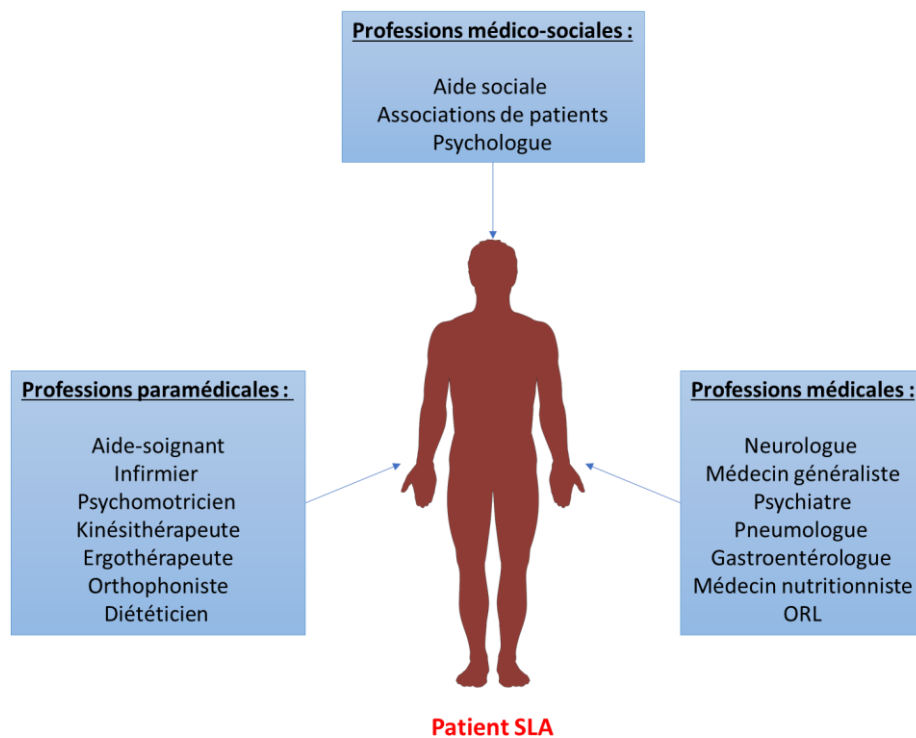 Professions médico-sociales :
Aide sociale
Associations de patients
Psychologue
Professions paramédicales :
Aide-soignant
Infirmier
Psychomotricien
Kinésithérapeute
Ergothérapeute
Orthophoniste
Diététicien
Professions médicales :
Neurologue
Médecin généraliste
Psychiatre
Pneumologue
Gastroentérologue
Médecin nutritionniste
ORL
Patient SLA